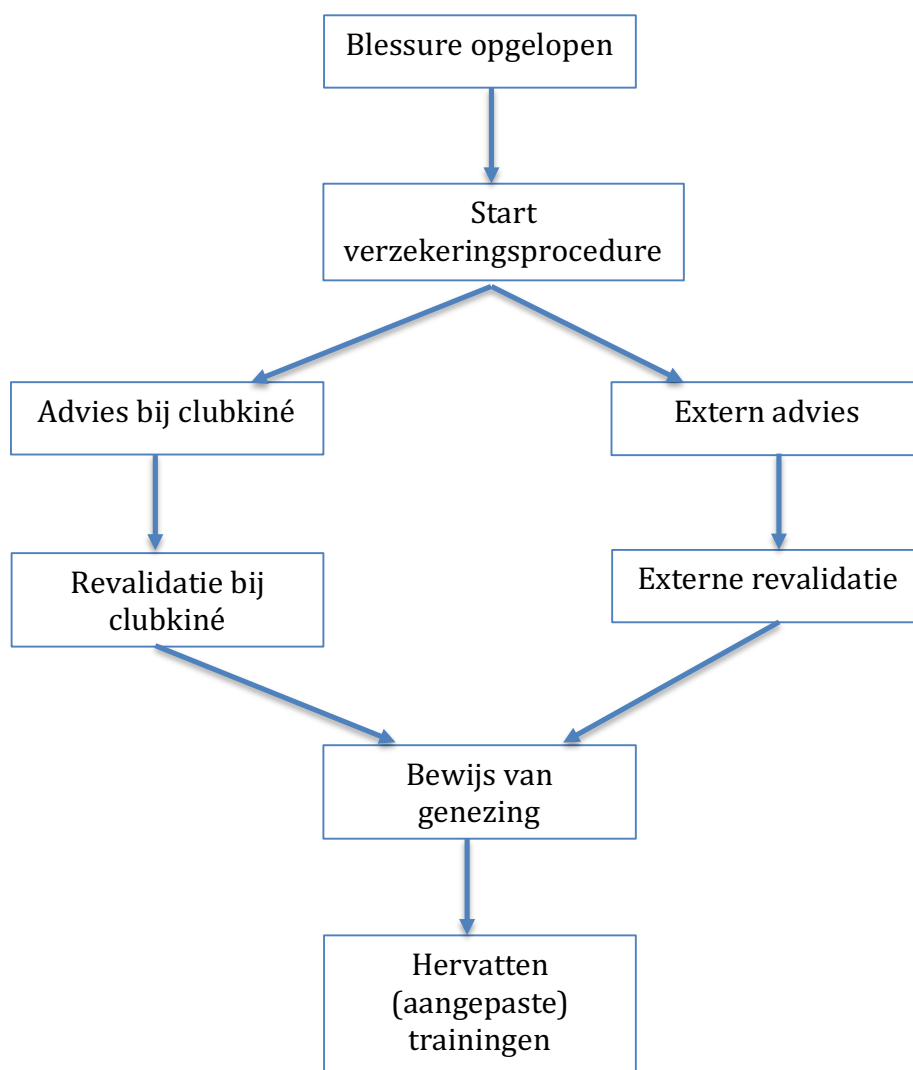 Blessure opgelopen
Start
verzekeringsprocedure
Advies bij clubkiné
Extern advies
Revalidatie bij
clubkiné
Externe revalidatie
Bewijs van
genezing
Hervatten
(aangepaste)
trainingen